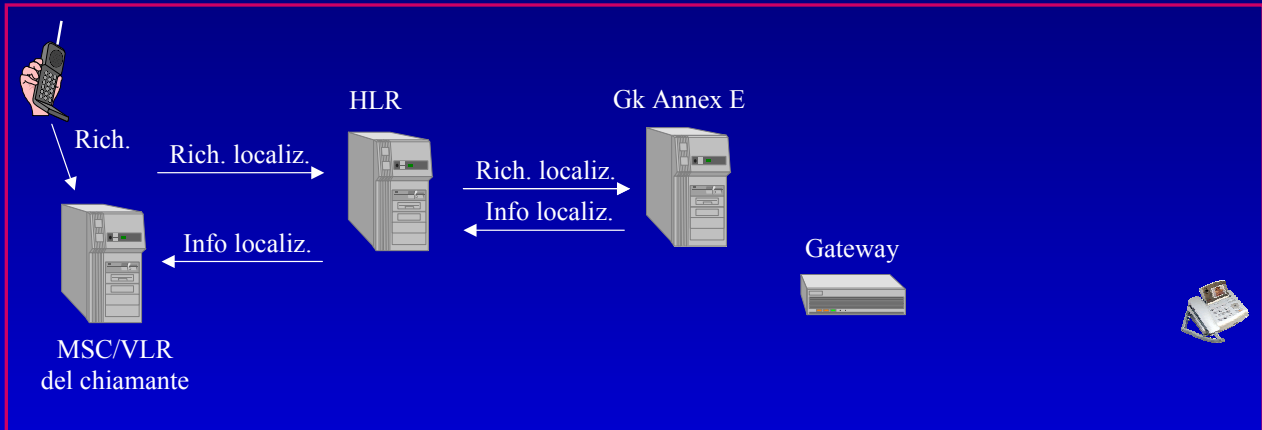 HLR
Gk Annex E
Rich.
Rich. localiz.
Rich. localiz.
Info localiz.
Info localiz.
Gateway
MSC/VLR
del chiamante